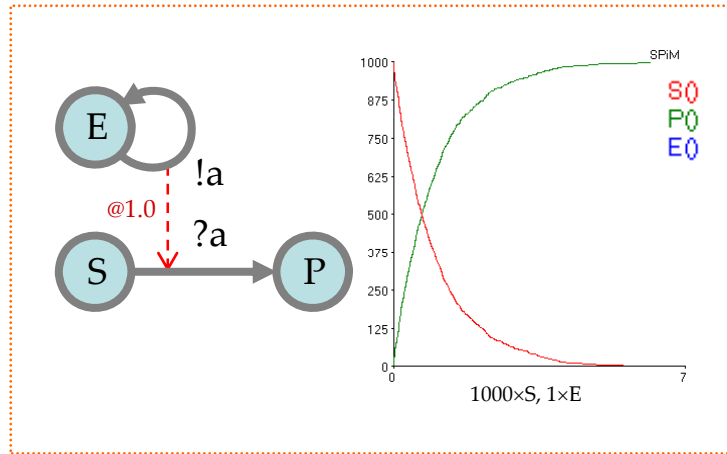 E
!a
@1.0
?a
S
P
SPiM
1000
875
750
625
500
375
250
125
0
0
7
S()
P()
E()
1000×S, 1×E